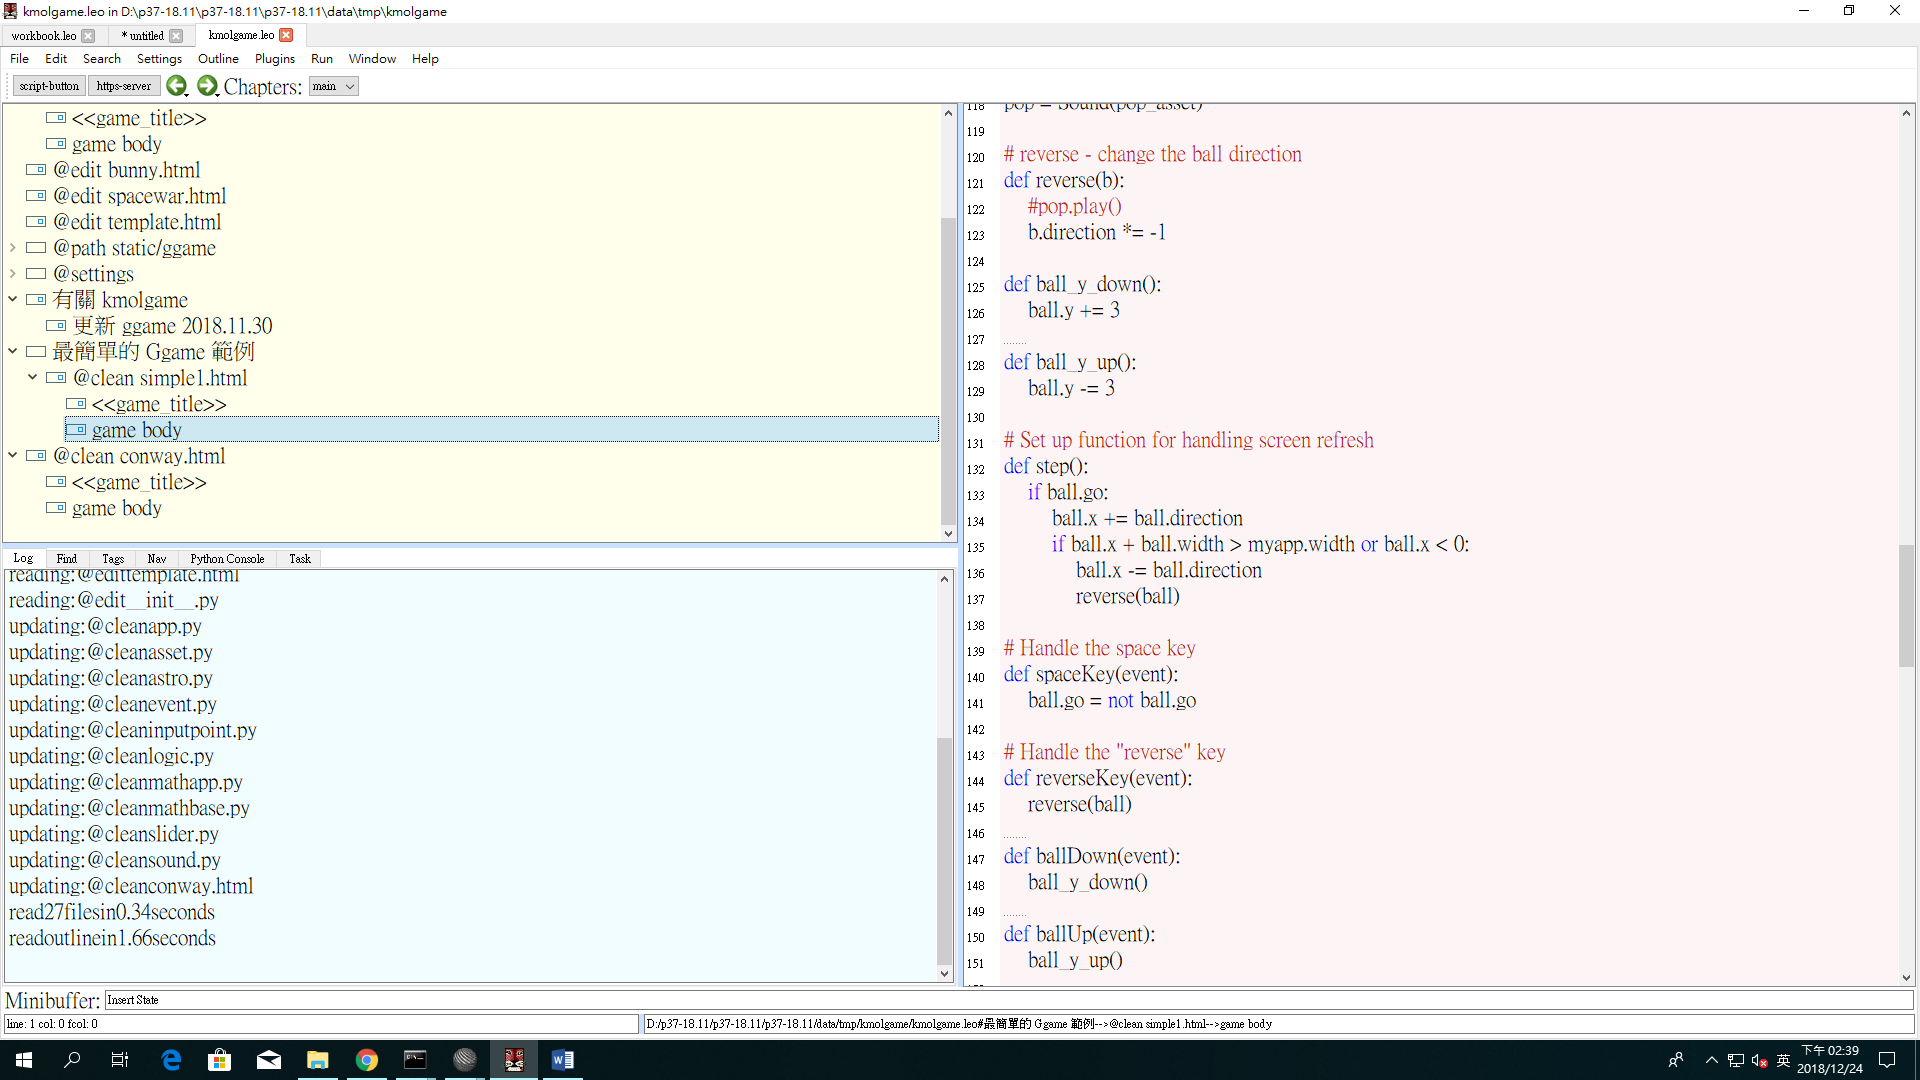 kmolgame.leo in D:\p37-18.11\p37-18.11\p37-18.11\data\tmp\kmolgame
workbook.leo
* untitled
kmolgame.leo
File Edit Search Settings Outline Plugins Run Window Help
script-button https-server Chapters: main
<<game_title>>
game body
@edit bunny.html
@edit spacewar.html
@edit template.html
@path static/ggame
@settings
有關 kmolgame
更新 ggame 2018.11.30
最簡單的 Ggame 範例
@clean simple1.html
<<game_title>>
game body
@clean conway.html
<<game_title>>
game body
Log Find Tags Nav Python Console Task
reading:@edittemplate.html
reading:@edit__init__.py
updating:@cleanapp.py
updating:@cleanasset.py
updating:@cleanastro.py
updating:@cleanevent.py
updating:@cleaninputpoint.py
updating:@cleanlogic.py
updating:@cleanmathapp.py
updating:@cleanmathbase.py
updating:@cleanslider.py
updating:@cleansound.py
updating:@cleanconway.html
read27filesin0.34seconds
readoutlinein1.66seconds
118 pop = Sound(pop_asset)
119
120 # reverse - change the ball direction
121 def reverse(b):
122 #pop.play()
123 b.direction *= -1
124
125 def ball_y_down():
126 ball.y += 3
127 ........
128 def ball_y_up():
129 ball.y -= 3
130
131 # Set up function for handling screen refresh
132 def step():
133 if ball.go:
134 ball.x += ball.direction
135 if ball.x + ball.width > myapp.width or ball.x < 0:
136 ball.x -= ball.direction
137 reverse(ball)
138
139 # Handle the space key
140 def spaceKey(event):
141 ball.go = not ball.go
142
143 # Handle the "reverse" key
144 def reverseKey(event):
145 reverse(ball)
146 ........
147 def ballDown(event):
148 ball_y_down()
149 ........
150 def ballUp(event):
151 ball_y_up()
Minibuffer: Insert State
line: 1 col: 0 fcol: 0
D:/p37-18.11/p37-18.11/p37-18.11/data/tmp/kmolgame/kmolgame.leo#最簡單的 Ggame 範例-->@clean simple1.html-->game body
英
下午 02:39
2018/12/24